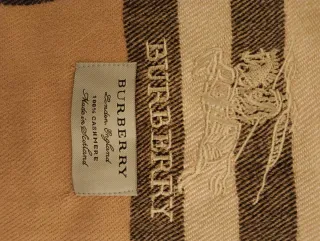 BURBERRY
London England
100% CASHMERE
Made in Scotland
BURBERRY